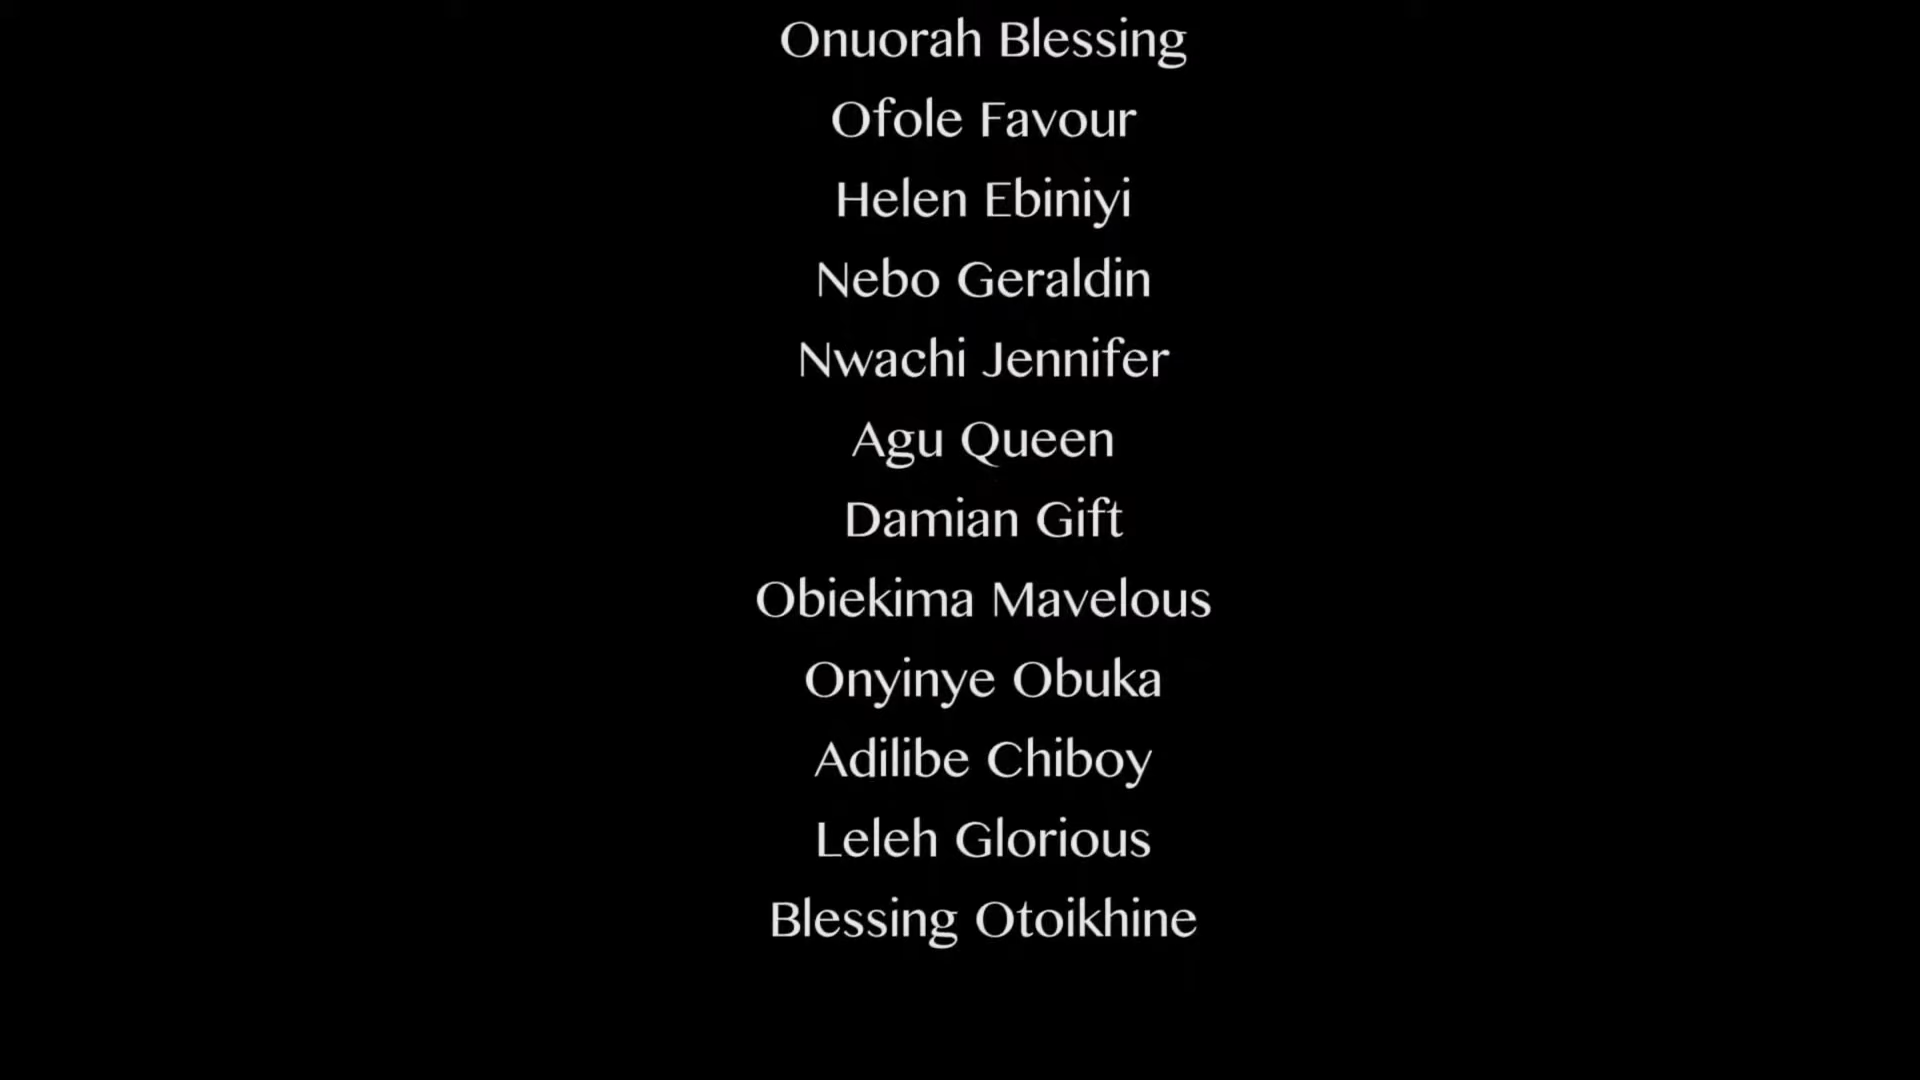 Onuorah Blessing
Ofole Favour
Helen Ebiniyi
Nebo Geraldin
Nwachi Jennifer
Agu Queen
Damian Gift
Obiekima Mavelous
Onyinye Obuka
Adilibe Chiboy
Leleh Glorious
Blessing Otoikhine